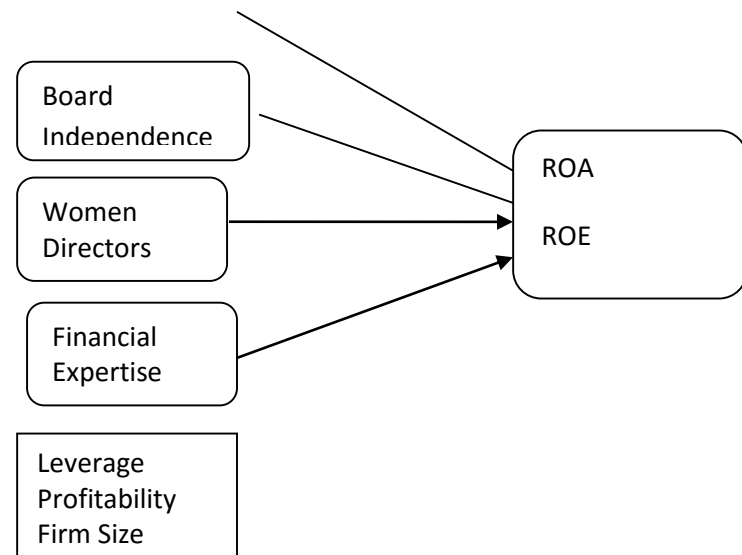 Board
Independence
Women
Directors
Financial
Expertise
Leverage
Profitability
Firm Size
ROA
ROE